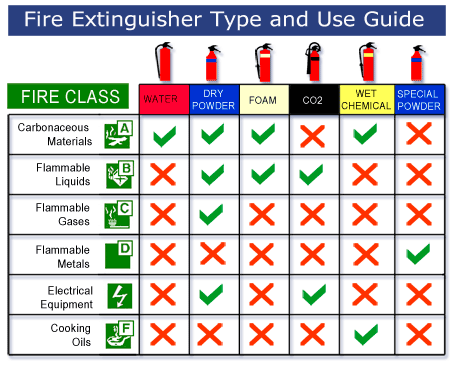 Fire Extinguisher Type and Use Guide
FIRE CLASS
WATER
DRY
POWDER
FOAM
CO2
WET
CHEMICAL
SPECIAL
POWDER
Carbonaceous
Materials
A
Flammable
Liquids
B
Flammable
Gases
C
Flammable
Metals
D
Electrical
Equipment
Cooking
Oils
F